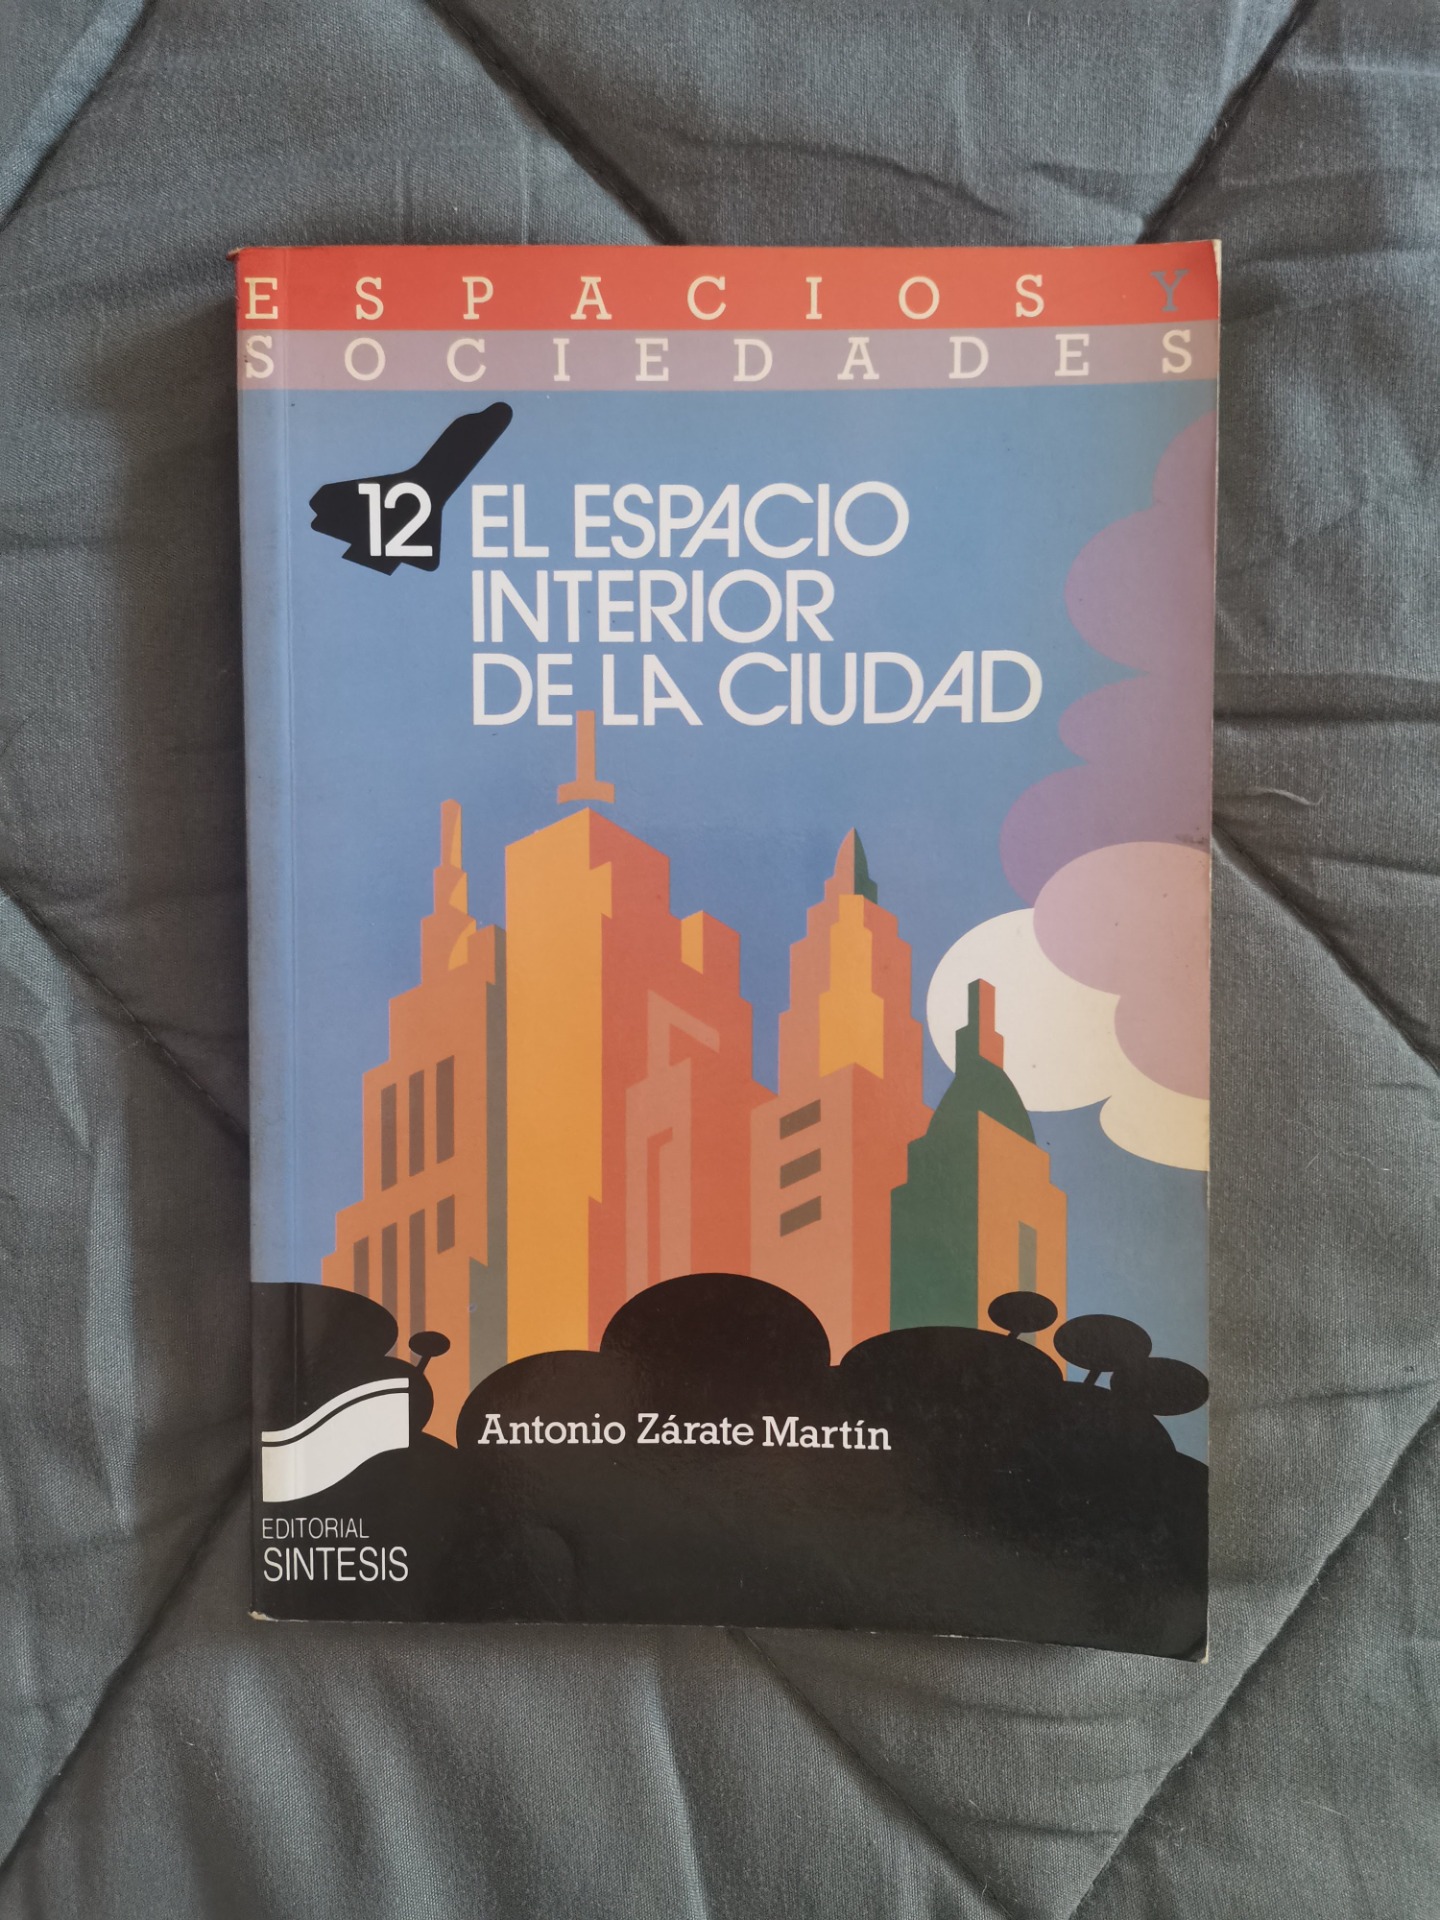 ESPACIOS Y
SOCIEDADES
12 EL ESPACIO
INTERIOR
DE LA CIUDAD
Antonio Zárate Martín
EDITORIAL
SINTESIS